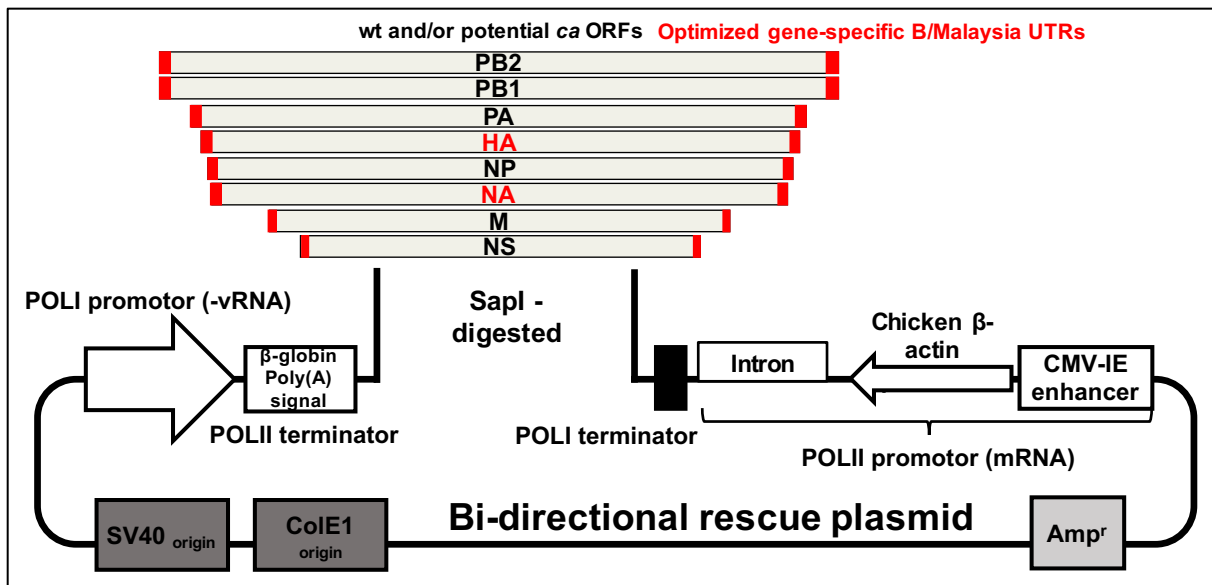 wt and/or potential ca ORFs Optimized gene-specific B/Malaysia UTRs
PB2
PB1
PA
HA
NP
NA
M
NS
POLI promotor (-vRNA)
SapI -
digested
Chicken β-
actin
β-globin
Poly(A)
signal
Intron
CMV-IE
enhancer
POLII terminator
POLI terminator
POLII promotor (mRNA)
SV40 origin
ColE1
origin
Bi-directional rescue plasmid
Ampr